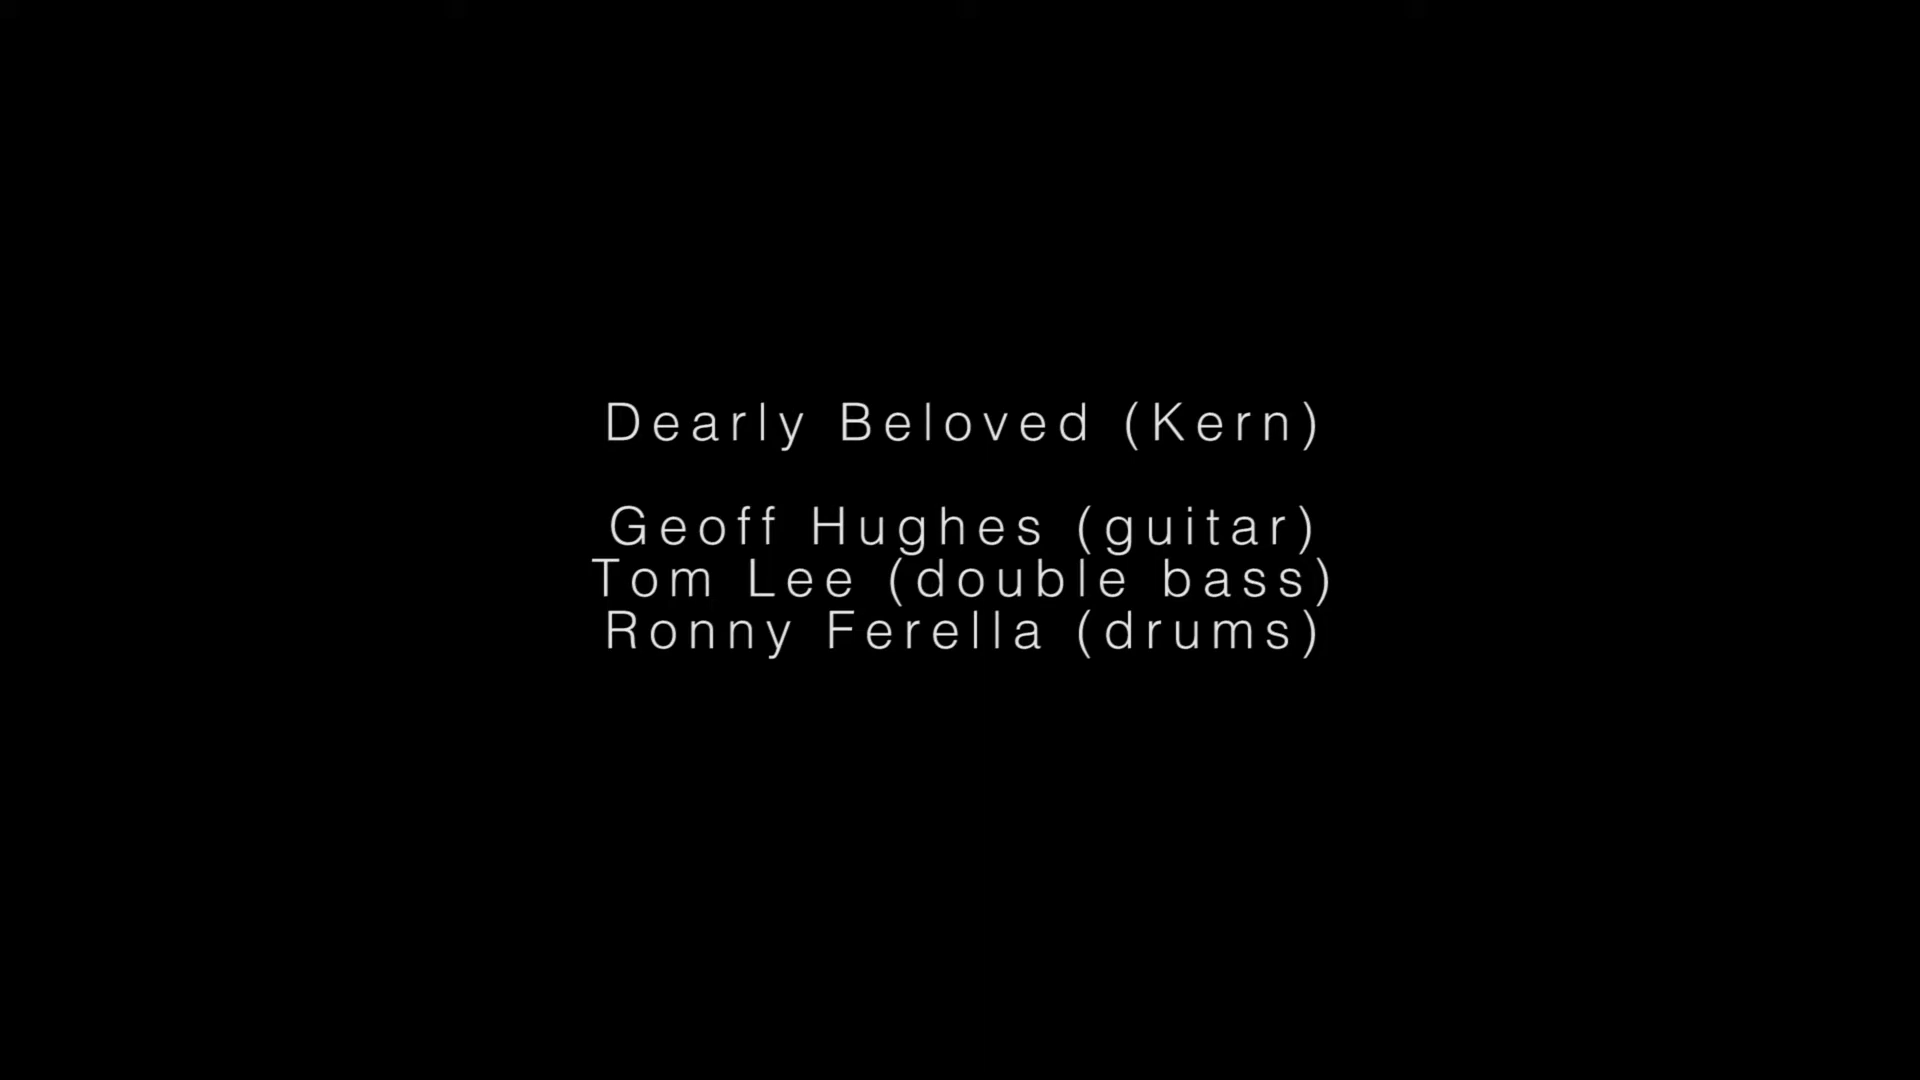 Dearly Beloved (Kern)
Geoff Hughes (guitar)
Tom Lee (double bass)
Ronny Ferella (drums)